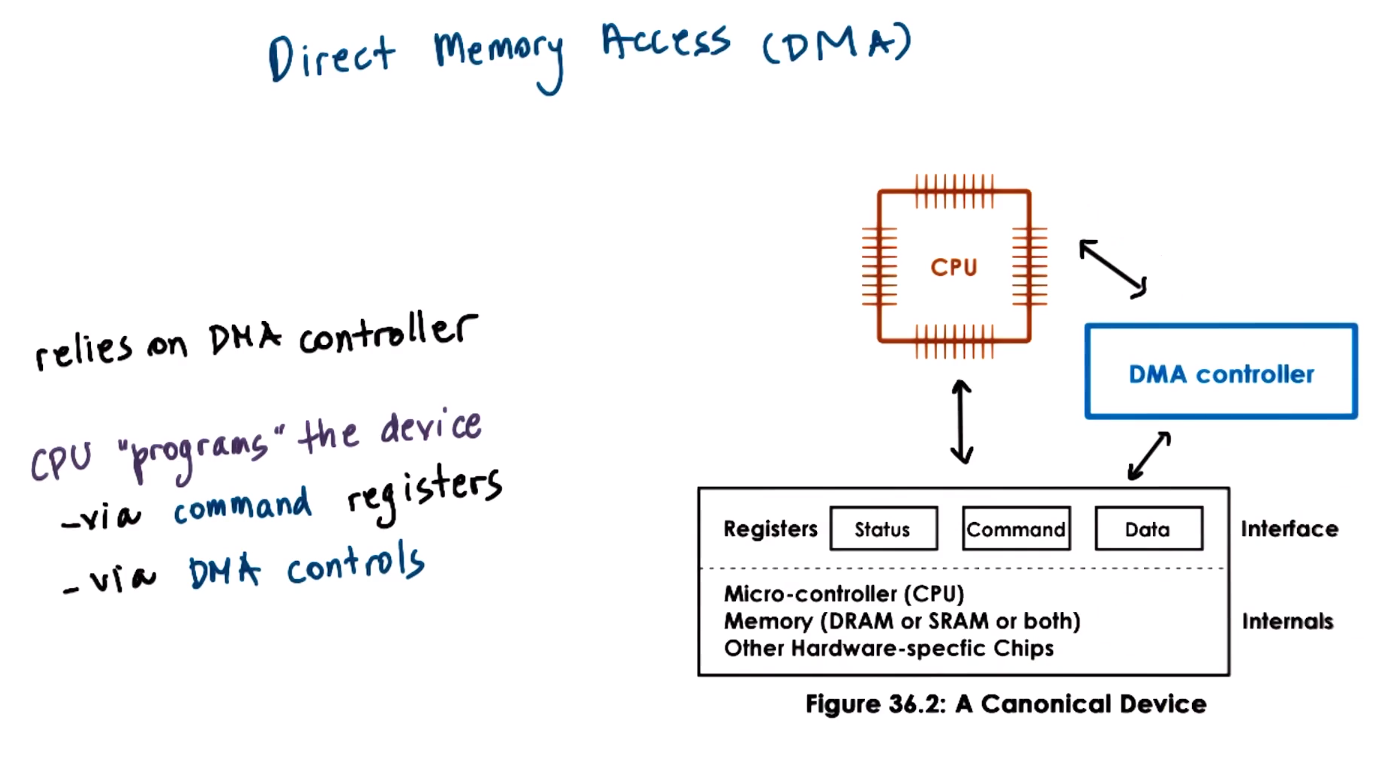 Direct Memory Access (DMA)
CPU
DMA controller
relies on DMA controller
CPU "programs" the device
-via command registers
-via DMA controls
Registers Status Command Data Interface
Micro-controller (CPU)
Memory (DRAM or SRAM or both) Internals
Other Hardware-specfic Chips
Figure 36.2: A Canonical Device